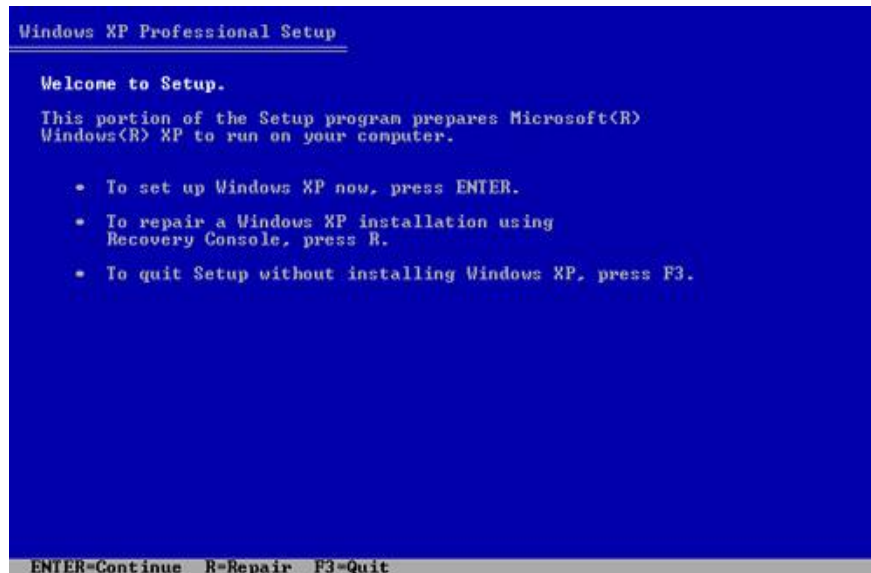 Windows XP Professional Setup
Welcome to Setup.
This portion of the Setup program prepares Microsoft(R)
Windows(R) XP to run on your computer.
• To set up Windows XP now, press ENTER.
• To repair a Windows XP installation using
Recovery Console, press R.
• To quit Setup without installing Windows XP, press F3.
ENTER=Continue R=Repair F3=Quit